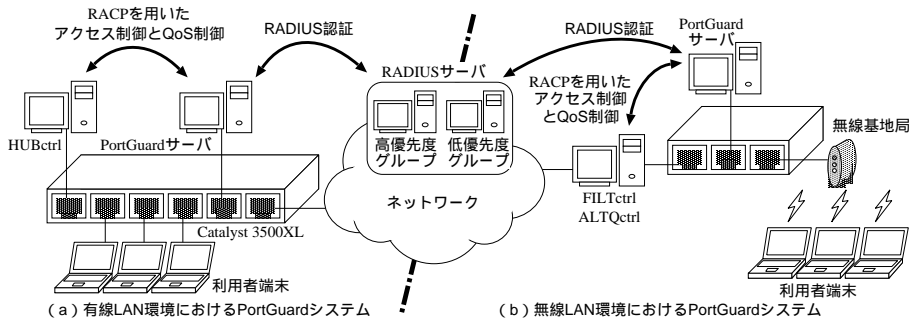 RACPを用いた
アクセス制御とQoS制御
RADIUS認証
HUBctrl
PortGuardサーバ
Catalyst 3500XL
利用者端末
(a)有線LAN環境におけるPortGuardシステム
RADIUSサーバ
高優先度
グループ
低優先度
グループ
ネットワーク
RADIUS認証
PortGuard
サーバ
RACPを用いた
アクセス制御
とQoS制御
無線基地局
FILTctrl
ALTQctrl
利用者端末
(b)無線LAN環境におけるPortGuardシステム